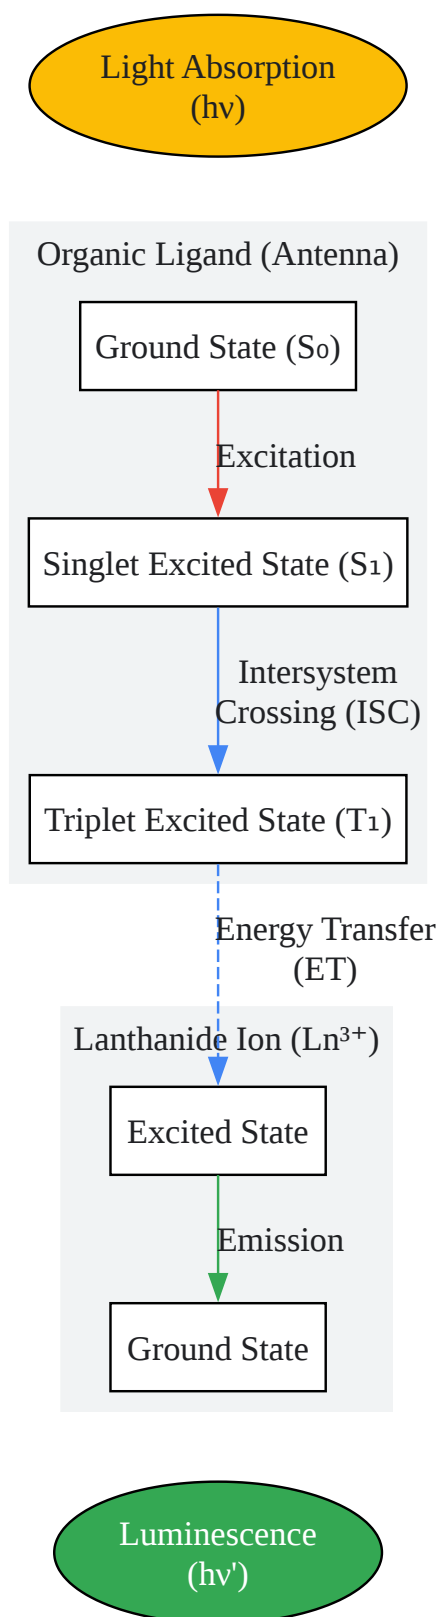 Light Absorption
(hν)
Organic Ligand (Antenna)
Ground State (S₀)
Excitation
Singlet Excited State (S₁)
Intersystem
Crossing (ISC)
Triplet Excited State (T₁)
Energy Transfer
(ET)
Lanthanide Ion (Ln³⁺)
Excited State
Emission
Ground State
Luminescence
(hν')